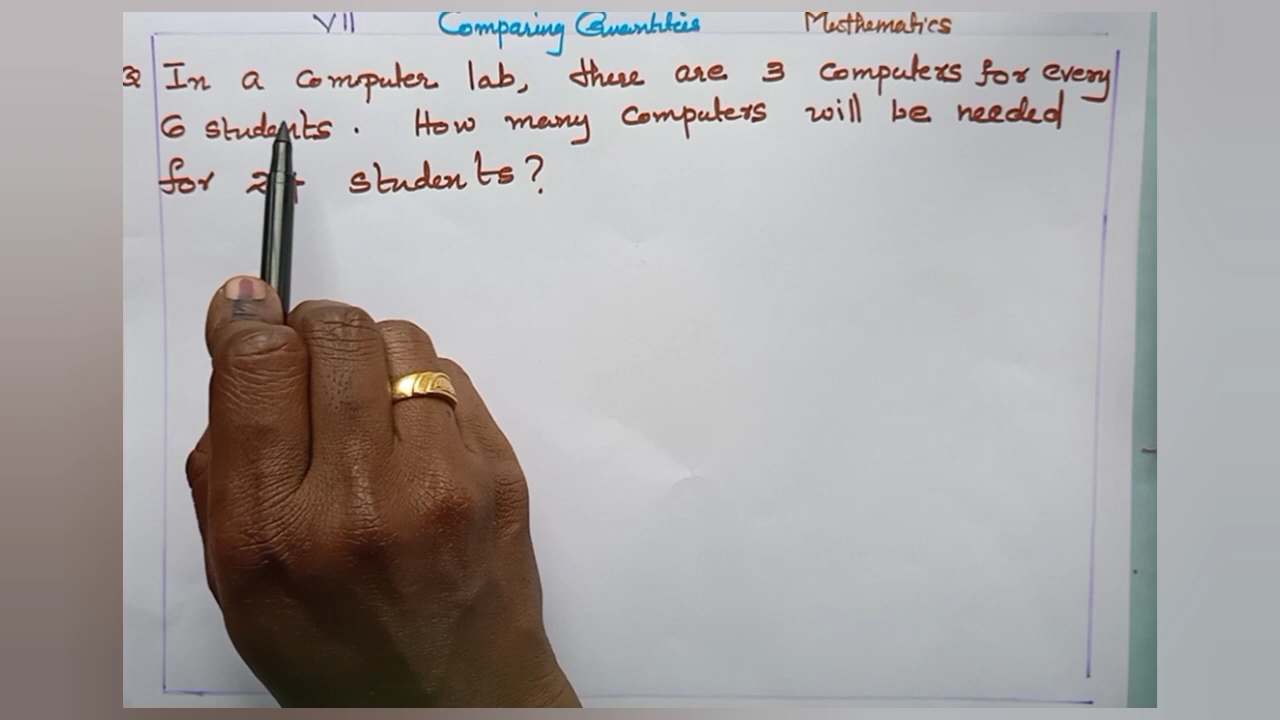 VII Comparing Quantities Mathematics
Q In a computer lab, there are 3 computers for every
6 students. How many computers will be needed
for 24 students?